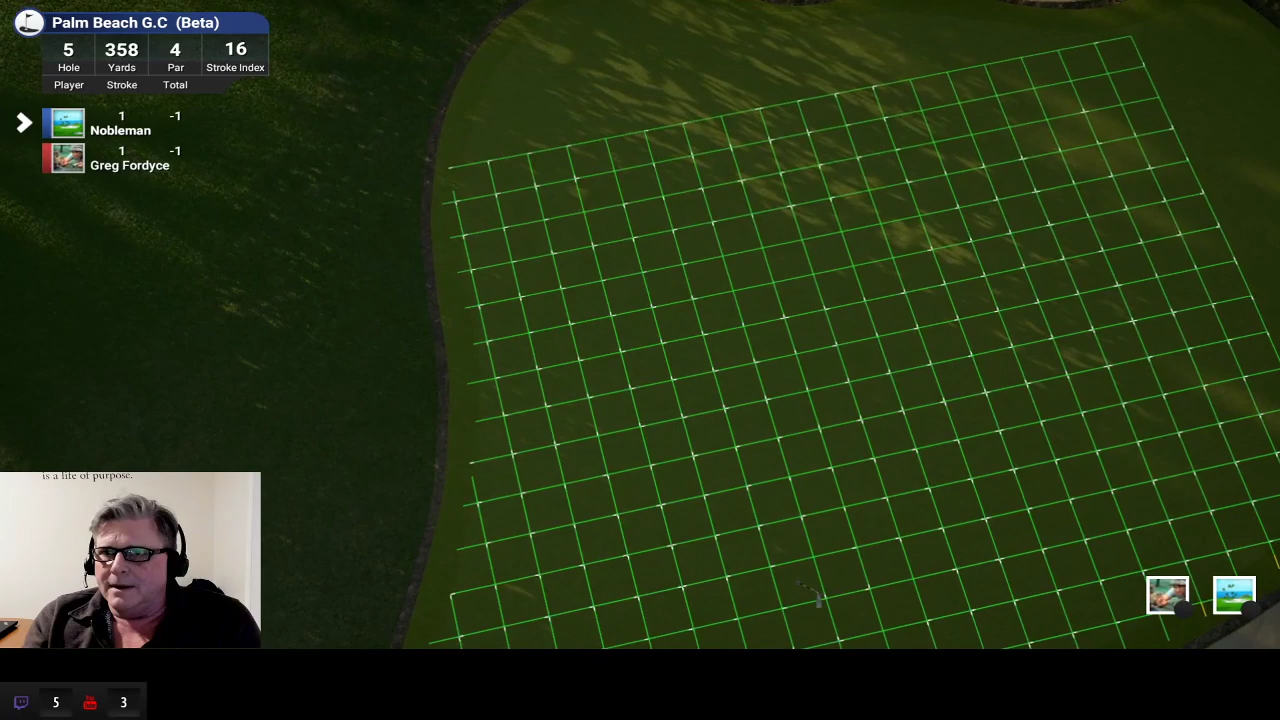 Palm Beach G.C (Beta)
5 358 4 16
Hole Yards Par Stroke Index
Player Stroke Total
1 -1
Nobleman
1 -1
Greg Fordyce
is a life of purpose.
5 3